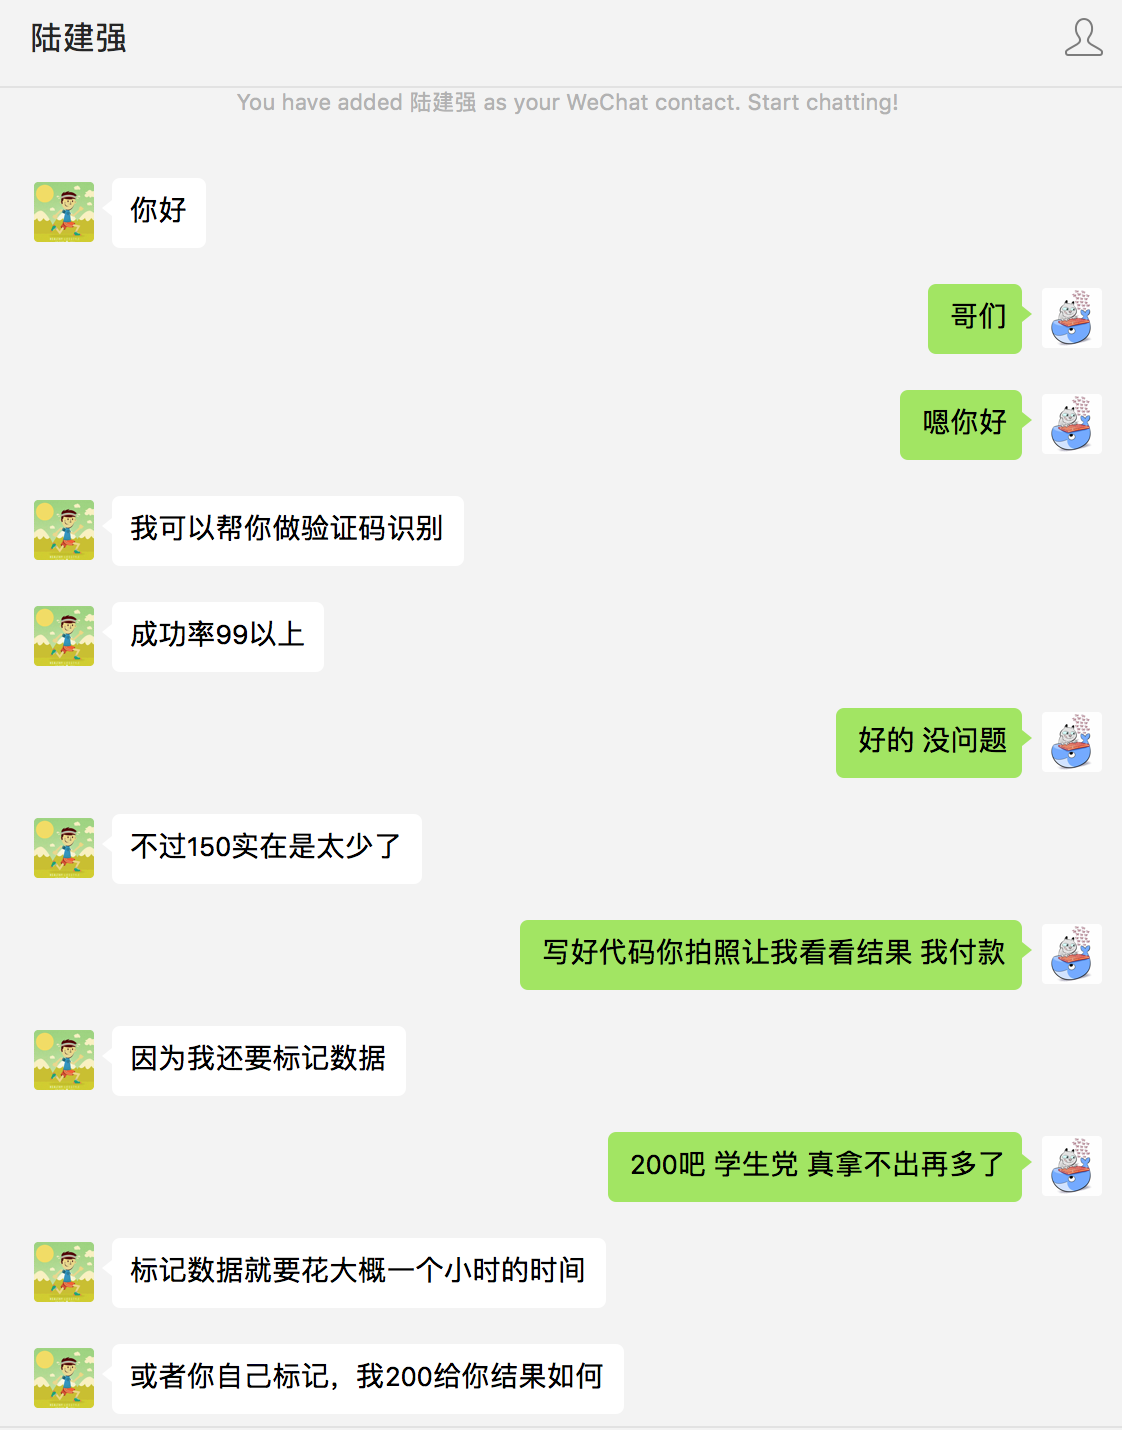 陆建强
You have added 陆建强 as your WeChat contact. Start chatting!
你好
哥们
嗯你好
我可以帮你做验证码识别
成功率99以上
好的 没问题
不过150实在是太少了
写好代码你拍照让我看看结果 我付款
因为我还要标记数据
200吧 学生党 真拿不出再多了
标记数据就要花大概一个小时的时间
或者你自己标记，我200给你结果如何